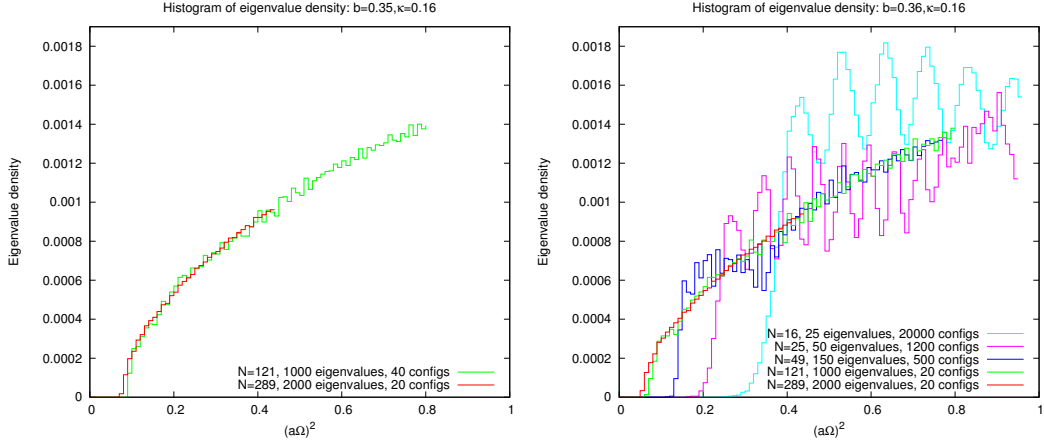 Histogram of eigenvalue density: b=0.35,κ=0.16
Eigenvalue density
0.0018
0.0016
0.0014
0.0012
0.001
0.0008
0.0006
0.0004
0.0002
0
N=121, 1000 eigenvalues, 40 configs
N=289, 2000 eigenvalues, 20 configs
0 0.2 0.4 0.6 0.8 1
(aΩ)²
Histogram of eigenvalue density: b=0.36,κ=0.16
Eigenvalue density
0.0018
0.0016
0.0014
0.0012
0.001
0.0008
0.0006
0.0004
0.0002
0
N=16, 25 eigenvalues, 20000 configs
N=25, 50 eigenvalues, 1200 configs
N=49, 150 eigenvalues, 500 configs
N=121, 1000 eigenvalues, 20 configs
N=289, 2000 eigenvalues, 20 configs
0 0.2 0.4 0.6 0.8 1
(aΩ)²